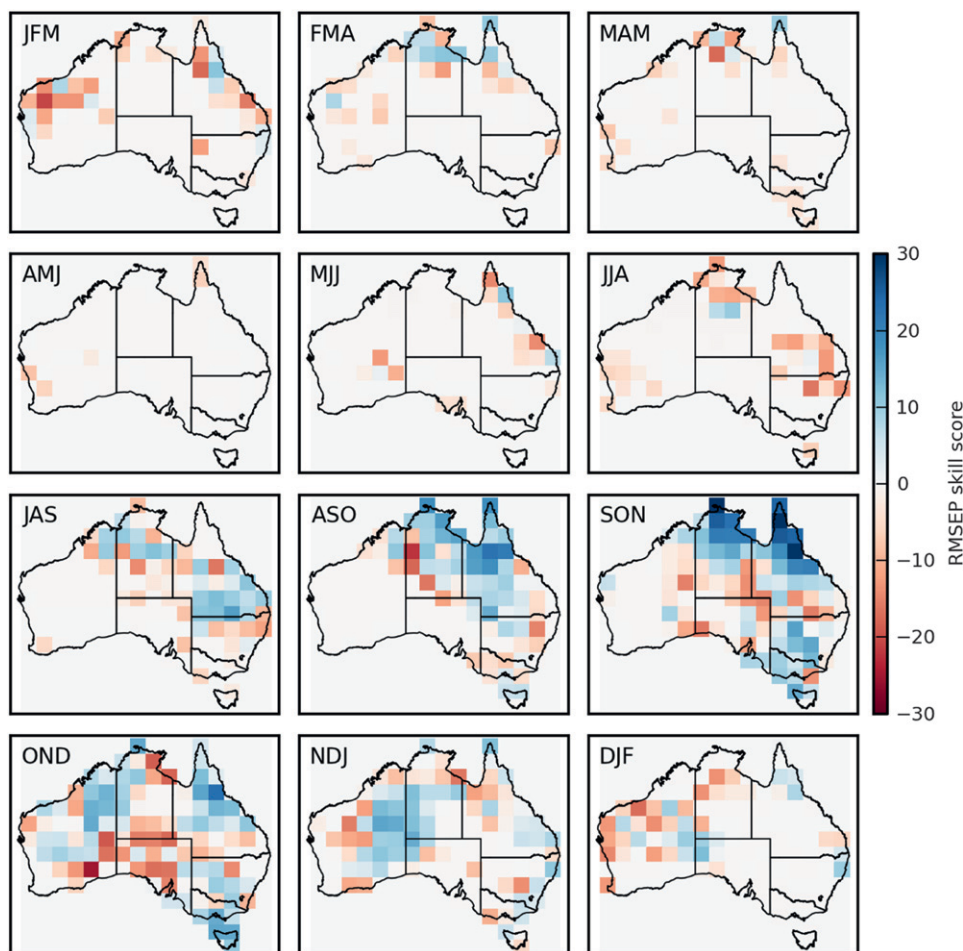 JFM
FMA
MAM
AMJ
MJJ
JJA
JAS
ASO
SON
OND
NDJ
DJF
30
20
10
0
−10
−20
−30
RMSEP skill score